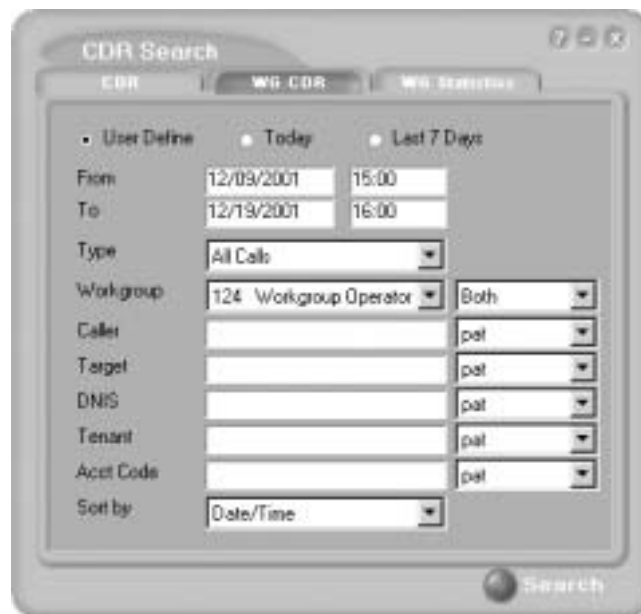 CDR Search
CDR WG CDR WG Statistics
User Define Today Last 7 Days
From 12/09/2001 15:00
To 12/19/2001 16:00
Type All Calls
Workgroup 124 Workgroup Operator Both
Caller pat
Target pat
DNIS pat
Tenant pat
Acct Code pat
Sort by Date/Time
Search